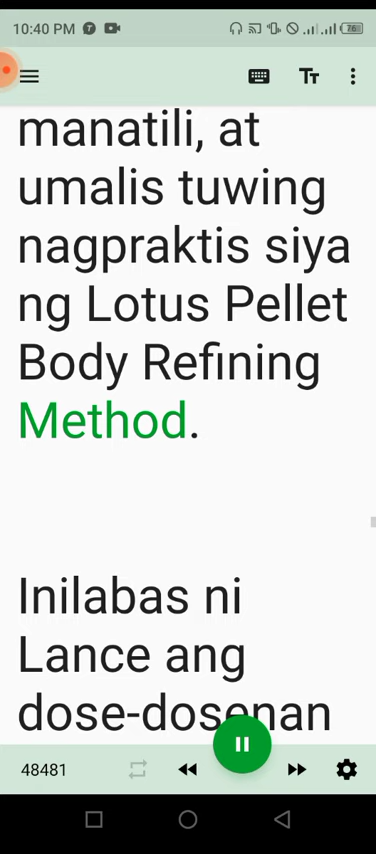 10:40 PM
76
manatili, at
umalis tuwing
nagpraktis siya
ng Lotus Pellet
Body Refining
Method.
Inilabas ni
Lance ang
dose-dosenan
48481